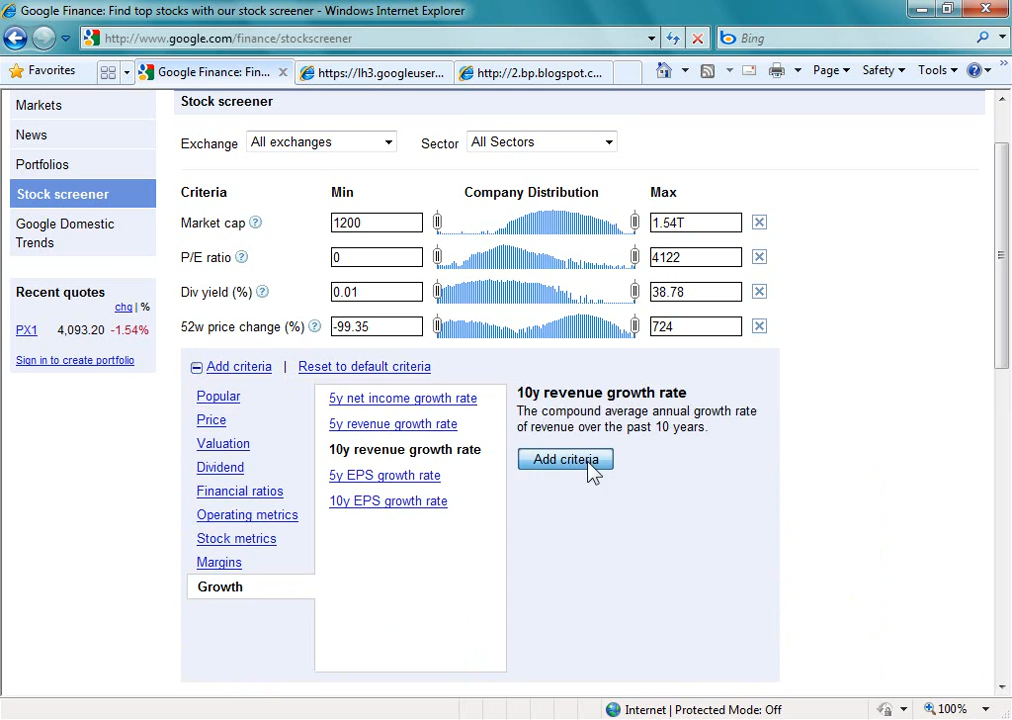 Google Finance: Find top stocks with our stock screener - Windows Internet Explorer
http://www.google.com/finance/stockscreener
Bing
Favorites
Google Finance: Fin...
https://lh3.googleuser...
http://2.bp.blogspot.c...
Page
Safety
Tools
Markets
News
Portfolios
Stock screener
Google Domestic
Trends
Recent quotes
chg | %
PX1 4,093.20 -1.54%
Sign in to create portfolio
Stock screener
Exchange All exchanges Sector All Sectors
Criteria Min Company Distribution Max
Market cap ? 1200 1.54T
P/E ratio ? 0 4122
Div yield (%) ? 0.01 38.78
52w price change (%) ? -99.35 724
Add criteria | Reset to default criteria
Popular
Price
Valuation
Dividend
Financial ratios
Operating metrics
Stock metrics
Margins
Growth
5y net income growth rate
5y revenue growth rate
10y revenue growth rate
5y EPS growth rate
10y EPS growth rate
10y revenue growth rate
The compound average annual growth rate
of revenue over the past 10 years.
Add criteria
Internet | Protected Mode: Off
100%